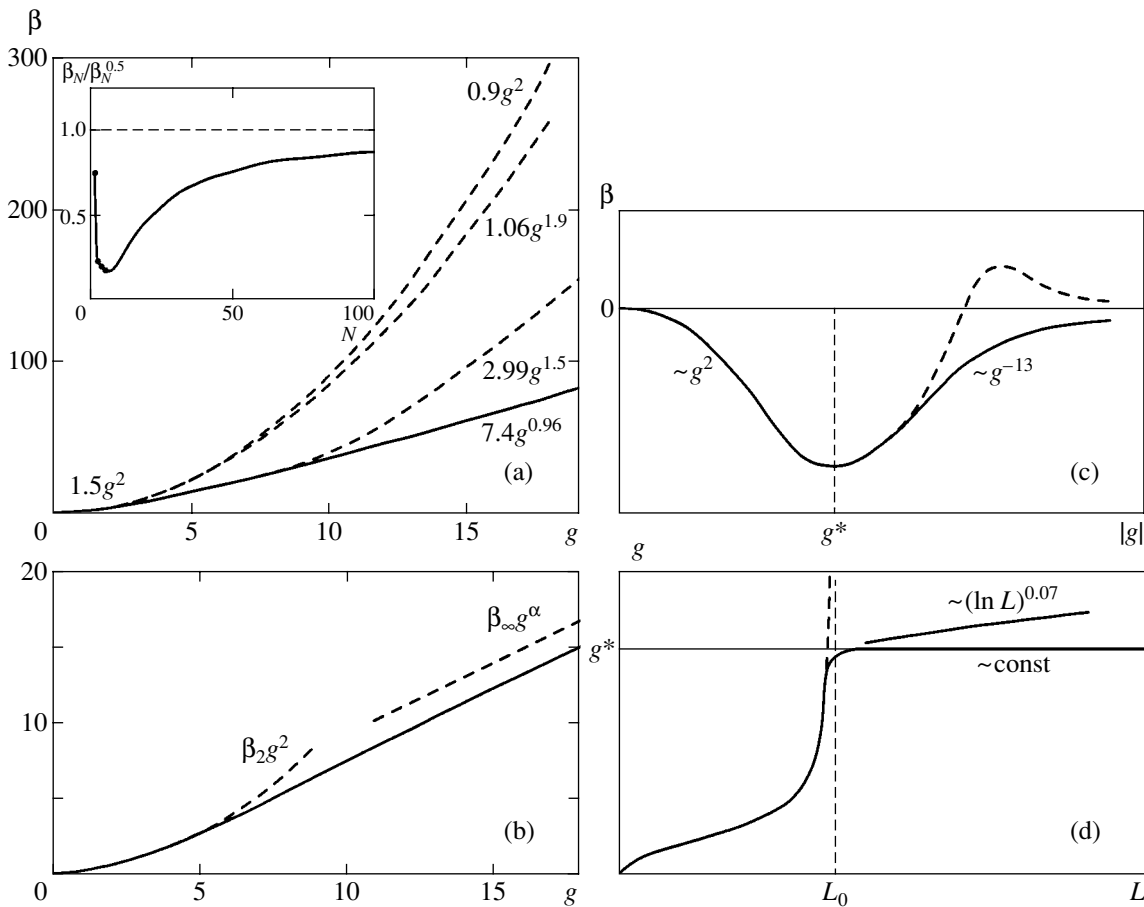 β
300
200
100
0
5
10
15
g
β_N/β_N^{0.5}
1.0
0.5
0
50
100
N
0.9g^2
1.06g^{1.9}
2.99g^{1.5}
7.4g^{0.96}
1.5g^2
(a)
β
0
~g^2
~g^{-13}
(c)
g*
|g|
20
10
0
5
10
15
g
β_2g^2
β_∞g^α
(b)
g
g*
~(ln L)^{0.07}
~const
(d)
L_0
L